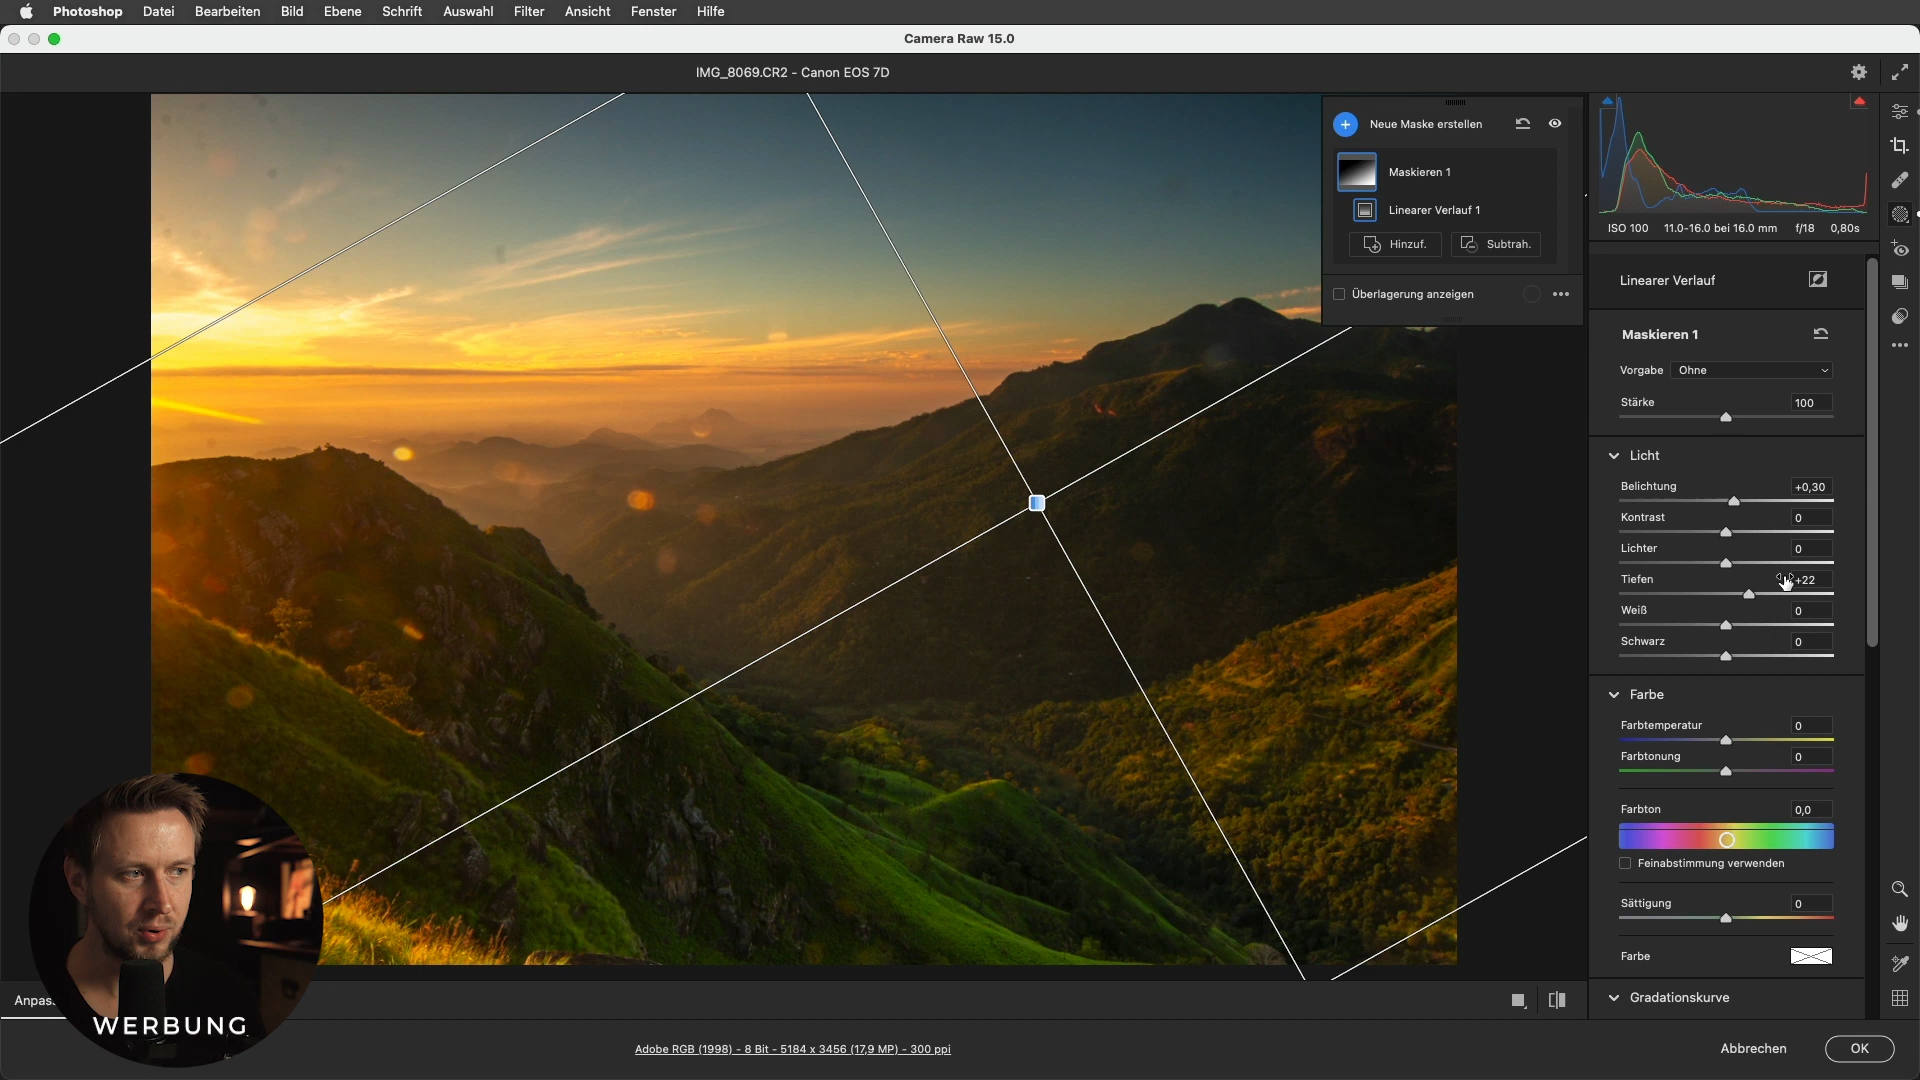 Photoshop Datei Bearbeiten Bild Ebene Schrift Auswahl Filter Ansicht Fenster Hilfe
Camera Raw 15.0
IMG_8069.CR2 - Canon EOS 7D
Neue Maske erstellen
Maskieren 1
Linearer Verlauf 1
Hinzuf. Subtrah.
Überlagerung anzeigen
ISO 100 11.0-16.0 bei 16.0 mm f/18 0,80s
Linearer Verlauf
Maskieren 1
Vorgabe Ohne
Stärke 100
Licht
Belichtung +0,30
Kontrast 0
Lichter 0
Tiefen +22
Weiß 0
Schwarz 0
Farbe
Farbtemperatur 0
Farbtonung 0
Farbton 0,0
Feinabstimmung verwenden
Sättigung 0
Farbe
Gradationskurve
Anpas
WERBUNG
Adobe RGB (1998) - 8 Bit - 5184 x 3456 (17,9 MP) - 300 ppi
Abbrechen OK